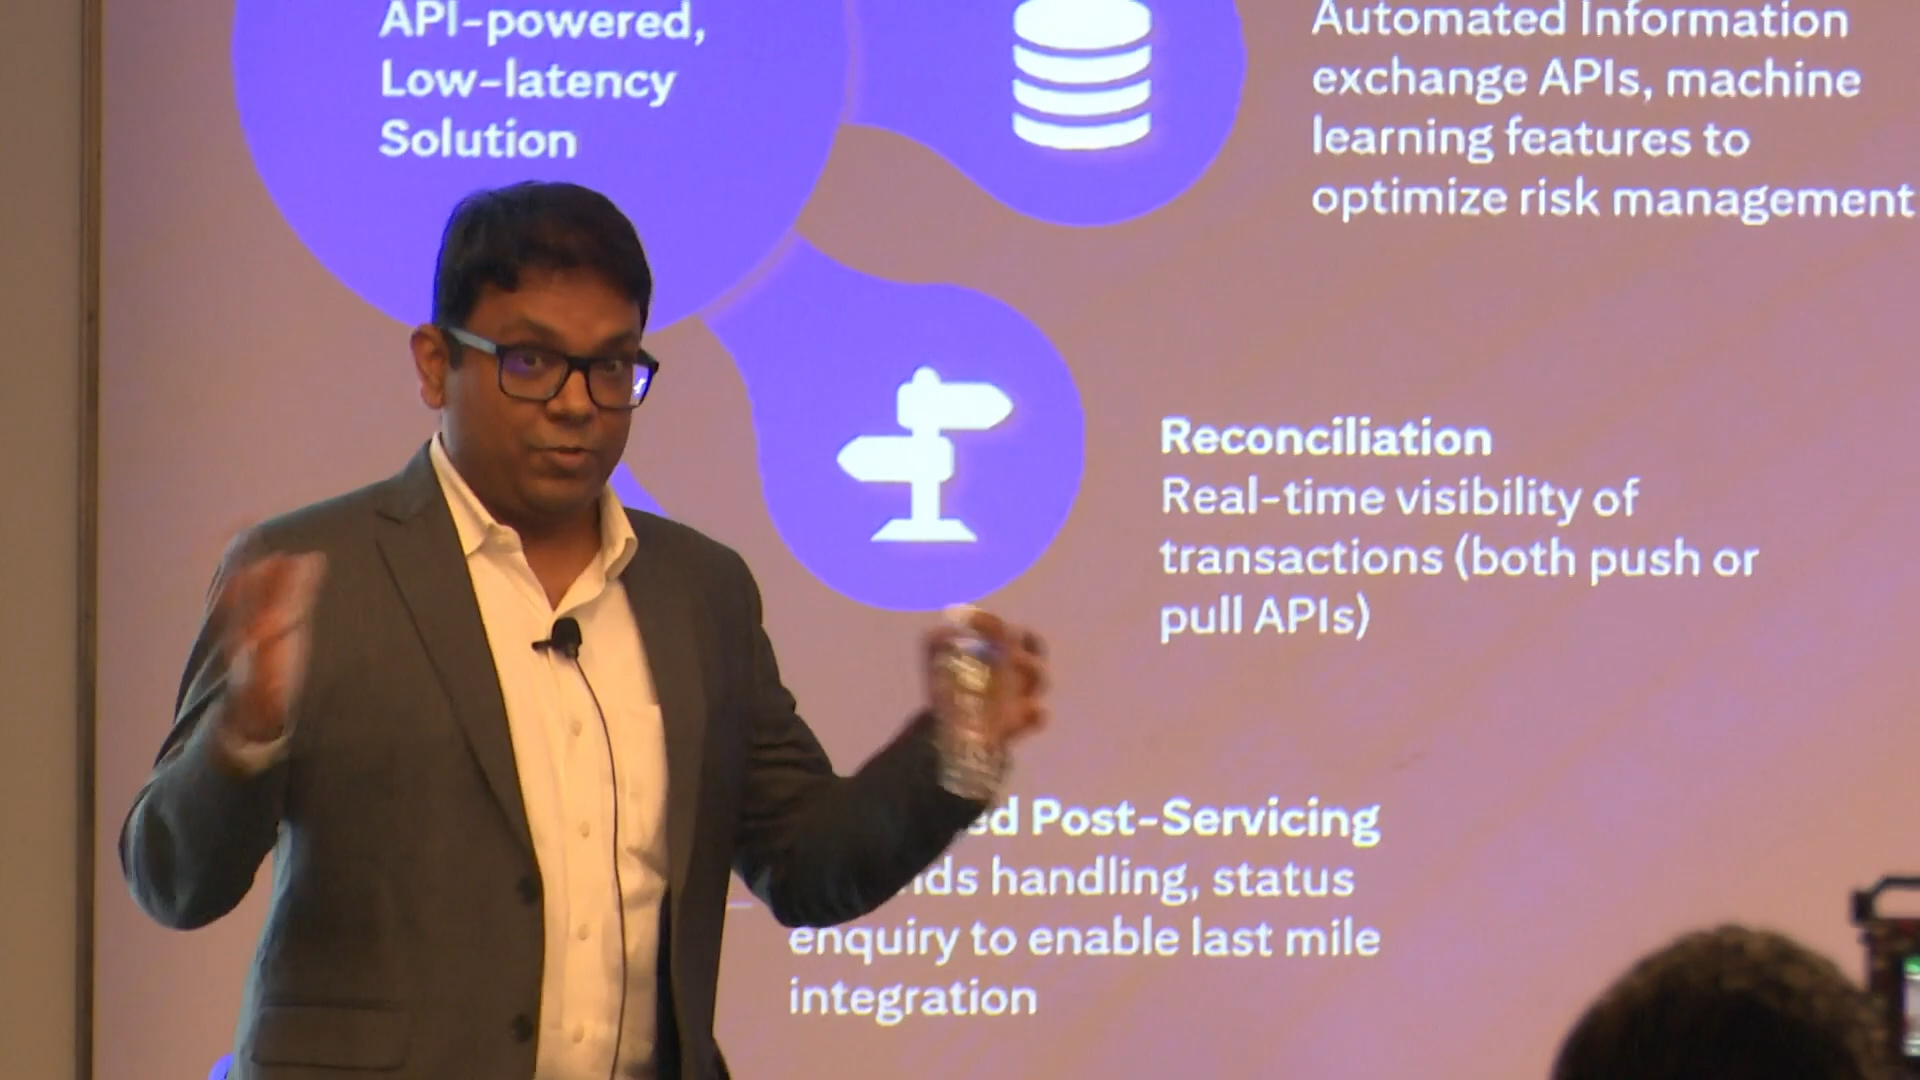 API-powered,
Low-latency
Solution
Automated Information
exchange APIs, machine
learning features to
optimize risk management
Reconciliation
Real-time visibility of
transactions (both push or
pull APIs)
Post-Servicing
handling, status
enquiry to enable last mile
integration